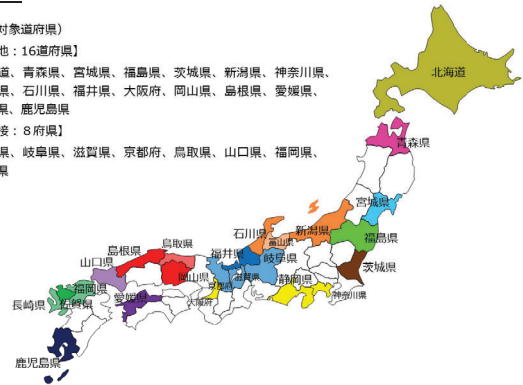 対象道府県）
地：16道府県】
道、青森県、宮城県、福島県、茨城県、新潟県、神奈川県、
県、石川県、福井県、大阪府、岡山県、島根県、愛媛県、
県、鹿児島県
接：８府県】
県、岐阜県、滋賀県、京都府、鳥取県、山口県、福岡県、
県
北海道
青森県
宮城県
石川県
新潟県
富山県
福島県
島根県
鳥取県
福井県
岐阜県
山口県
茨城県
岡山県
滋賀県
静岡県
京都府
福岡県
神奈川県
長崎県
佐賀県
愛媛県
大阪府
鹿児島県